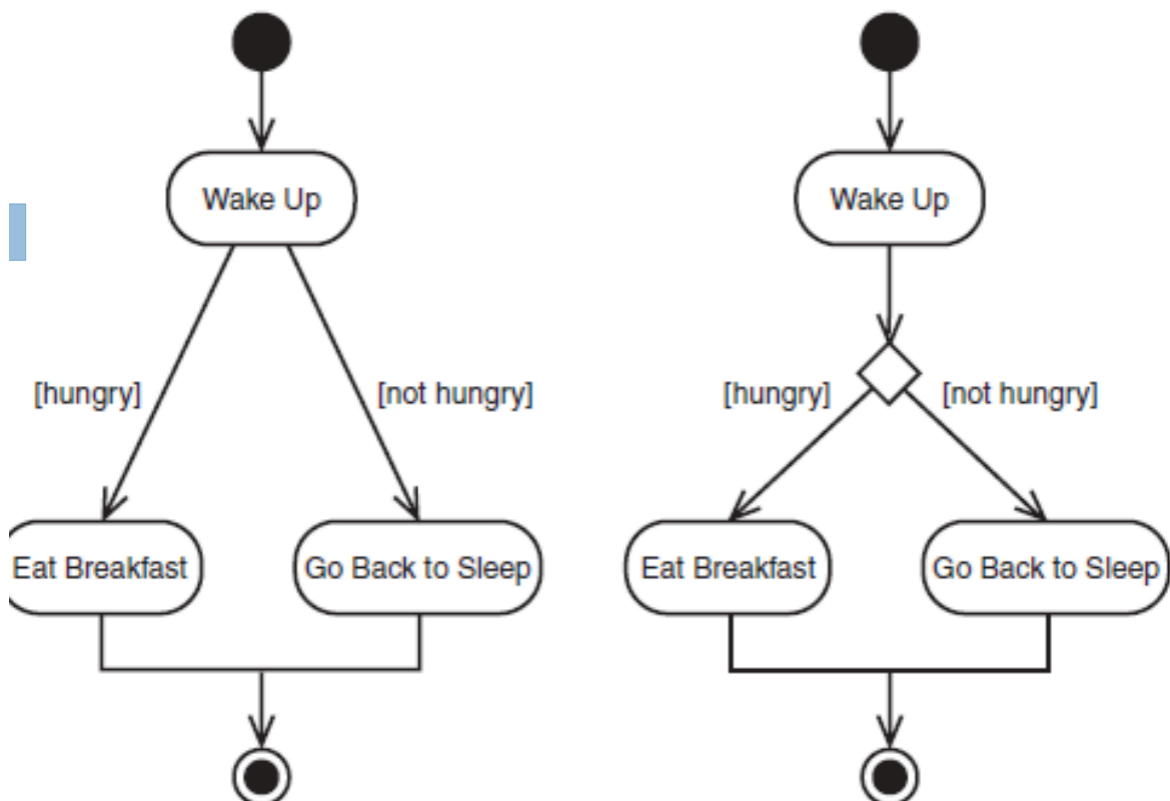 Wake Up
[hungry]
[not hungry]
Eat Breakfast
Go Back to Sleep
Wake Up
[hungry]
[not hungry]
Eat Breakfast
Go Back to Sleep